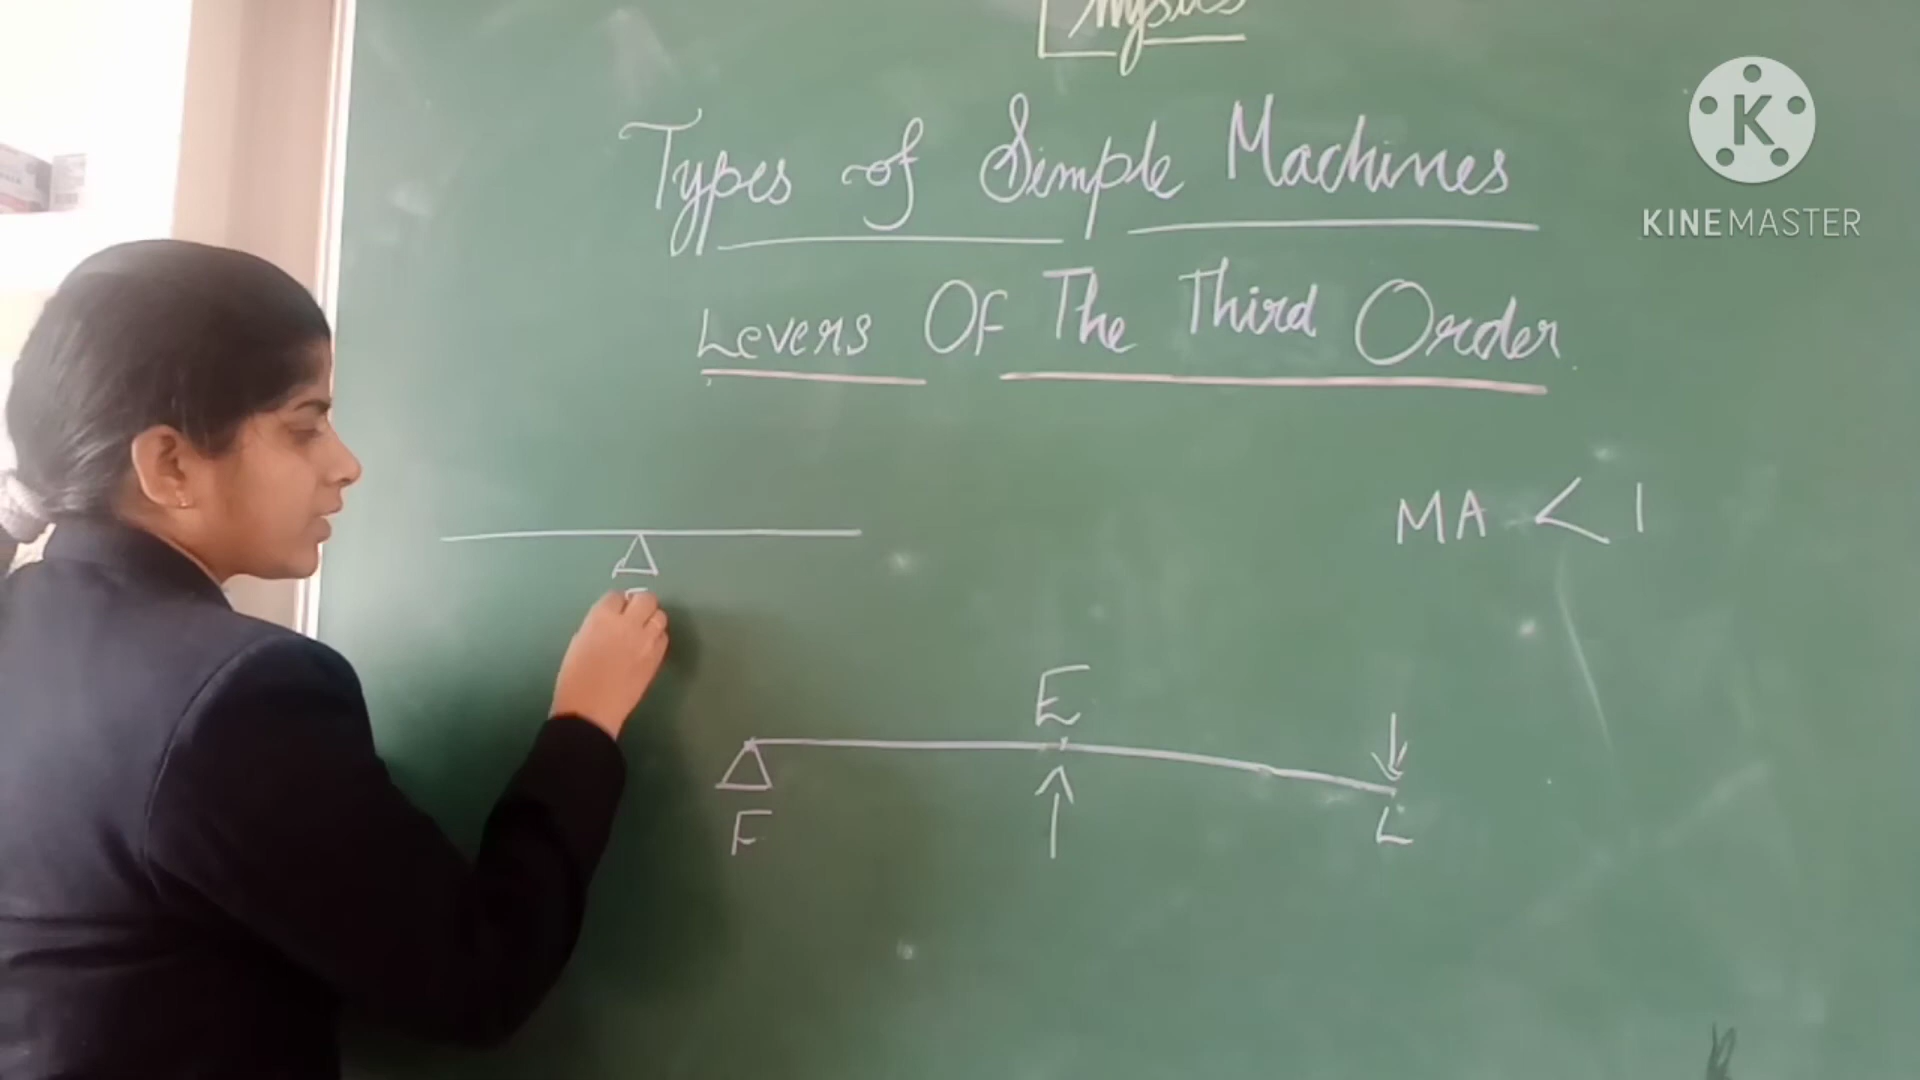 Physics
Types of Simple Machines
K
KINEMASTER
Levers Of The Third Order
MA < 1
E
F
L